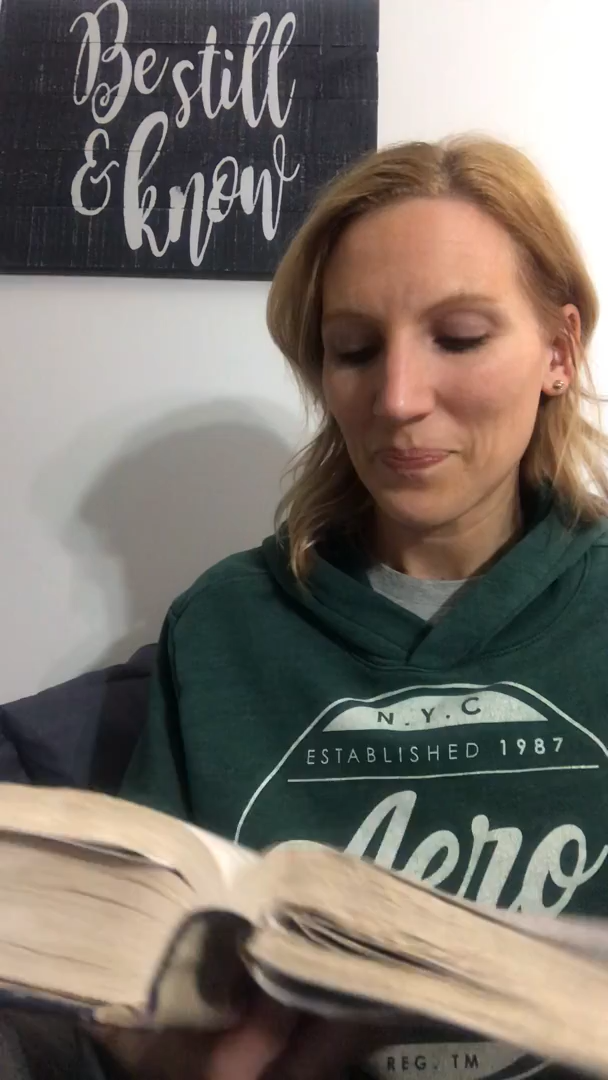 Be still
& know
N.Y.C
ESTABLISHED 1987
Aero
REG. TM